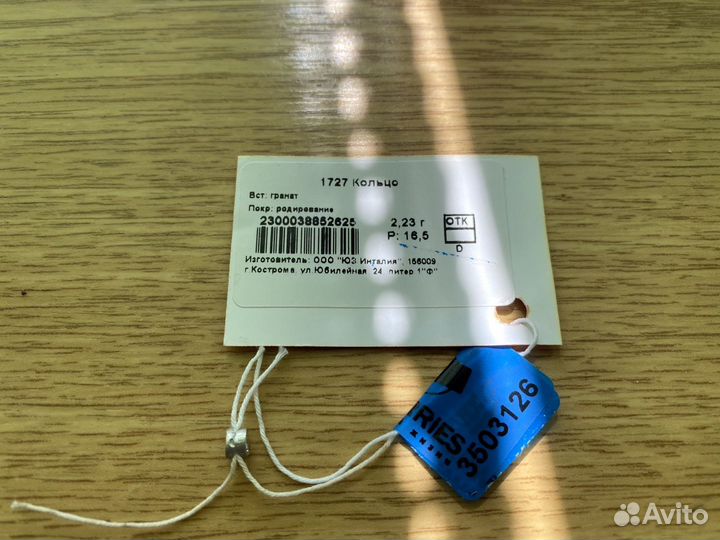 1727 Кольцо
Вст: гранат
Покр: родирование
2300038852625 2,23 г ОТК
Р: 16,5
D
Изготовитель: ООО "ЮЗ Инталия", 156009
г.Кострома, ул.Юбилейная, 24, литер 1"Ф"
RIES
3503126
Avito